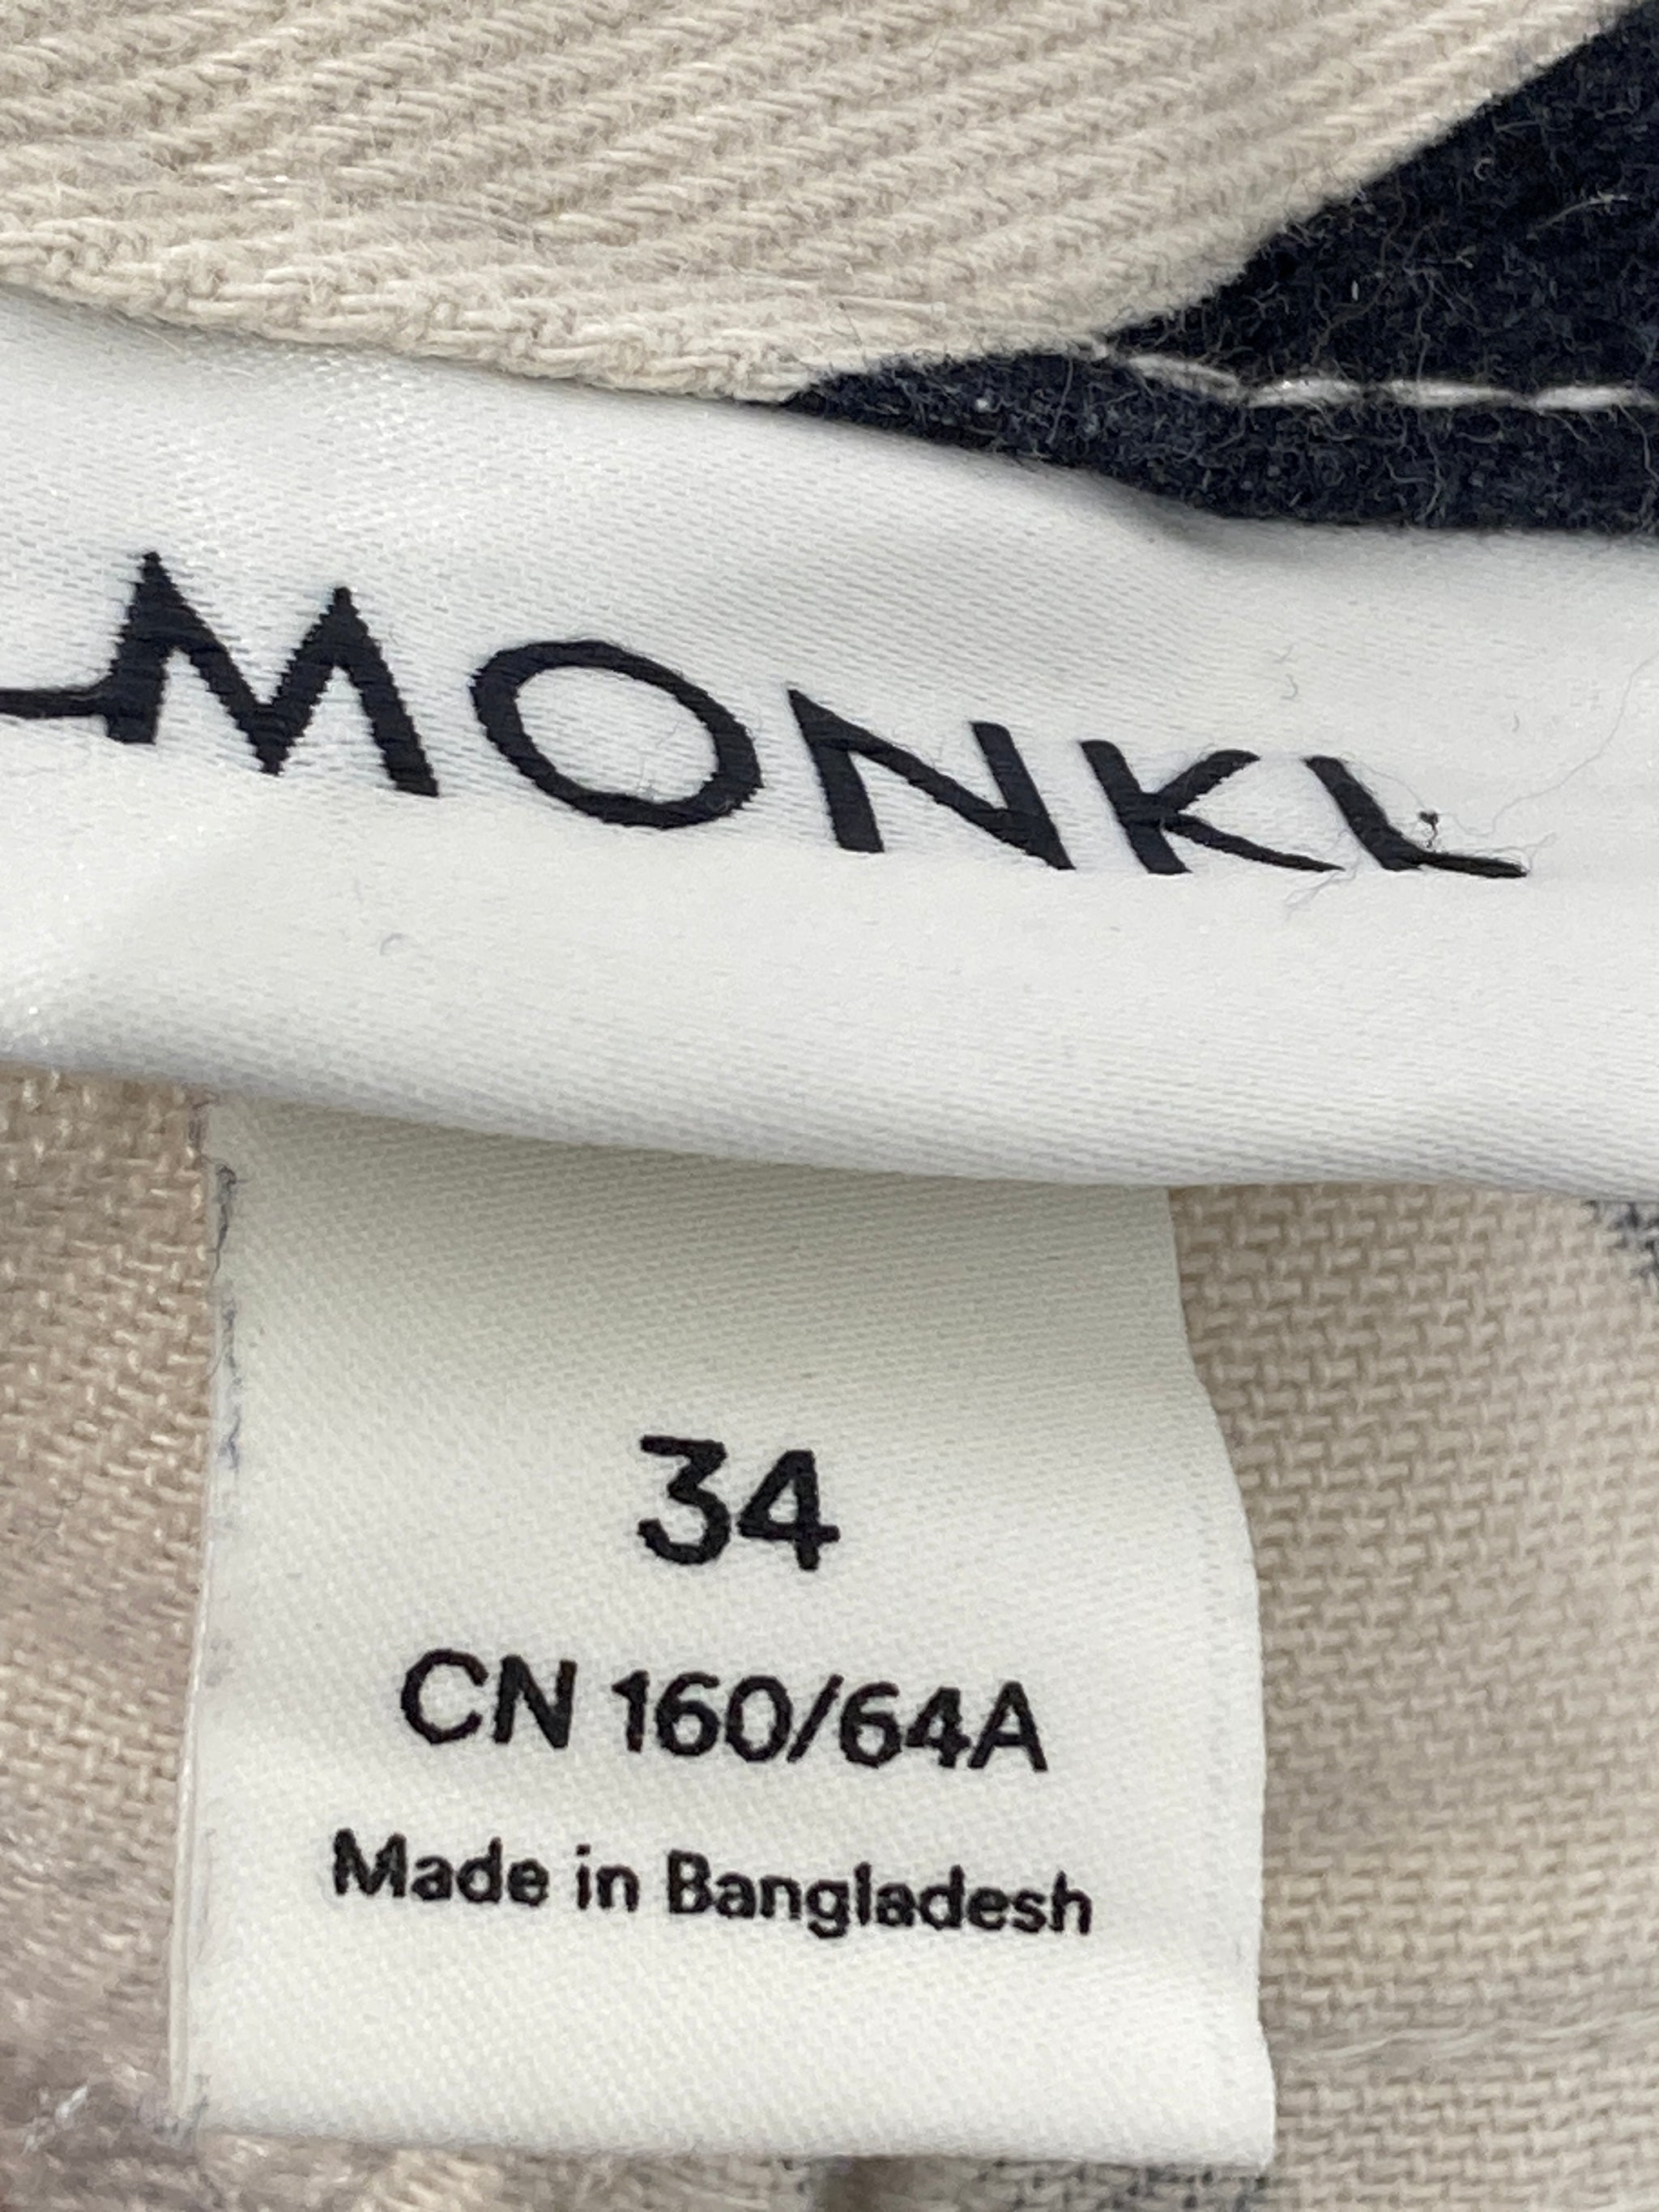 MONKI
34
CN 160/64A
Made in Bangladesh